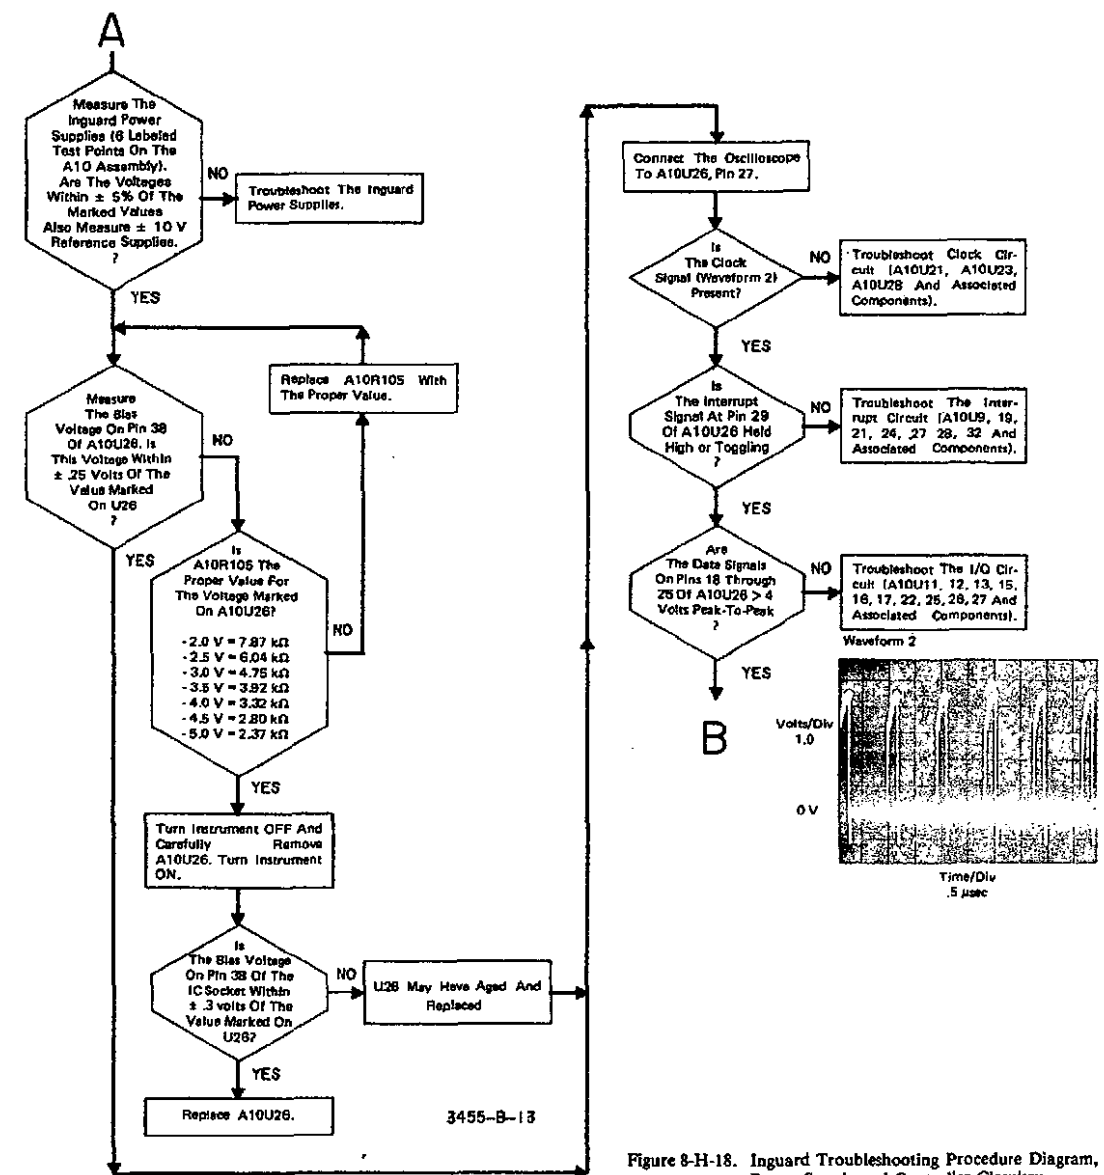 A
Measure The
Inguard Power
Supplies (6 Labeled
Test Points On The
A10 Assembly).
Are The Voltages
Within ± 5% Of The
Marked Values
Also Measure ± 10 V
Reference Supplies.
?
NO
Troubleshoot The Inguard
Power Supplies.
YES
Replace A10R105 With
The Proper Value.
Measure
The Bias
Voltage On Pin 38
Of A10U26. Is
This Voltage Within
± .25 Volts Of The
Value Marked
On U26
?
NO
YES
Is
A10R105 The
Proper Value For
The Voltage Marked
On A10U26?
- 2.0 V = 7.87 kΩ
- 2.5 V = 6.04 kΩ
- 3.0 V = 4.75 kΩ
- 3.5 V = 3.92 kΩ
- 4.0 V = 3.32 kΩ
- 4.5 V = 2.80 kΩ
- 5.0 V = 2.37 kΩ
NO
YES
Turn Instrument OFF And
Carefully Remove
A10U26. Turn Instrument
ON.
Is
The Bias Voltage
On Pin 38 Of The
IC Socket Within
± .3 volts Of The
Value Marked On
U26?
NO
U26 May Have Aged And
Replaced
YES
Replace A10U26.
3455-B-13
Connect The Oscilloscope
To A10U26, Pin 27.
Is
The Clock
Signal (Waveform 2)
Present?
NO
Troubleshoot Clock Cir-
cuit (A10U21, A10U23,
A10U28 And Associated
Components).
YES
Is
The Interrupt
Signal At Pin 29
Of A10U26 Held
High or Toggling
?
NO
Troubleshoot The Inter-
rupt Circuit (A10U9, 19,
21, 24, 27 28, 32 And
Associated Components).
YES
Are
The Data Signals
On Pins 18 Through
25 Of A10U26 > 4
Volts Peak-To-Peak
?
NO
Troubleshoot The I/O Cir-
cuit (A10U11, 12, 13, 15,
16, 17, 22, 25, 26, 27 And
Associated Components).
YES
B
Waveform 2
Volts/Div
1.0
0 V
Time/Div
.5 µsec
Figure 8-H-18. Inguard Troubleshooting Procedure Diagram,